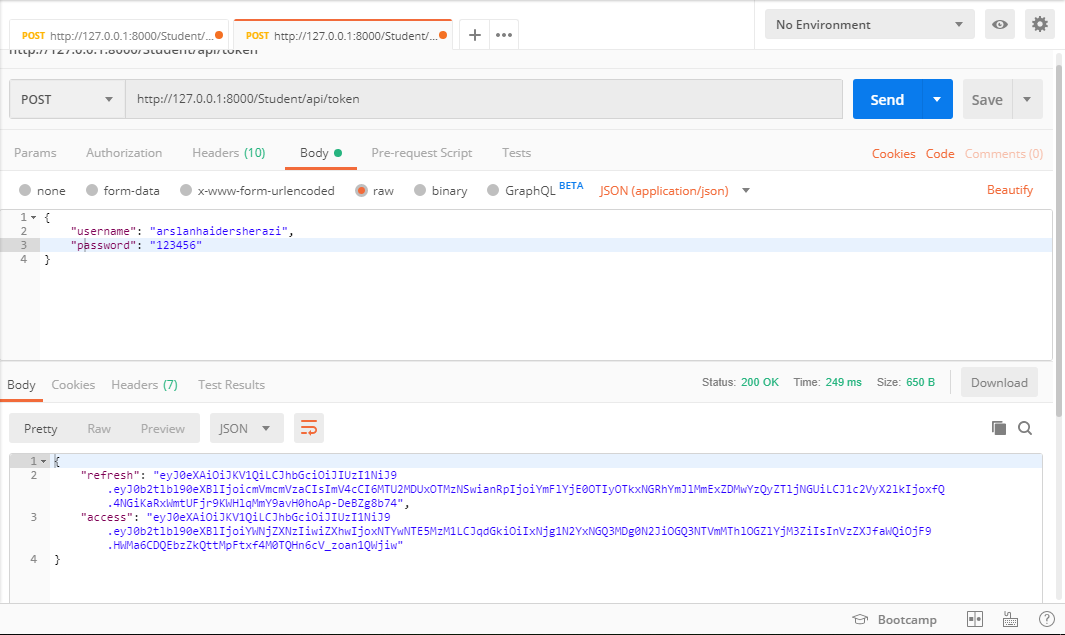 POST http://127.0.0.1:8000/Student/... POST http://127.0.0.1:8000/Student/... + ••• No Environment
http://127.0.0.1:8000/Student/api/token
POST http://127.0.0.1:8000/Student/api/token Send Save
Params Authorization Headers (10) Body Pre-request Script Tests Cookies Code Comments (0)
none form-data x-www-form-urlencoded raw binary GraphQL BETA JSON (application/json) Beautify
1 {
2 "username": "arslanhaidersherazi",
3 "password": "123456"
4 }
Body Cookies Headers (7) Test Results Status: 200 OK Time: 249 ms Size: 650 B Download
Pretty Raw Preview JSON
1 {
2 "refresh": "eyJ0eXAiOiJKV1QiLCJhbGciOiJIUzI1NiJ9
.eyJ0b2tlbl90eXBlIjoicmVmcmVzaCIsImV4cCI6MTU2MDUxOTMzNSwianRpIjoiYmFlYjE0OTIyOTkxNGRhYmJlMmExZDMwYzQyZTljNGUiLCJ1c2VyX2lkIjoxfQ
.4NGiKaRxWmtUFjr9KWHlqMmY9avH0hoAp-DeBZg8b74",
3 "access": "eyJ0eXAiOiJKV1QiLCJhbGciOiJIUzI1NiJ9
.eyJ0b2tlbl90eXBlIjoiYWNjZXNzIiwiZXhwIjoxNTYwNTE5MzM1LCJqdGkiOiIxNjg1N2YxNGQ3MDg0N2JiOGQ3NTVmMThlOGZlYjM3ZiIsInVzZXJfaWQiOjF9
.HWMa6CDQEbzZkQttMpFtxf4M0TQHn6cV_zoan1QWjiw"
4 }
Bootcamp